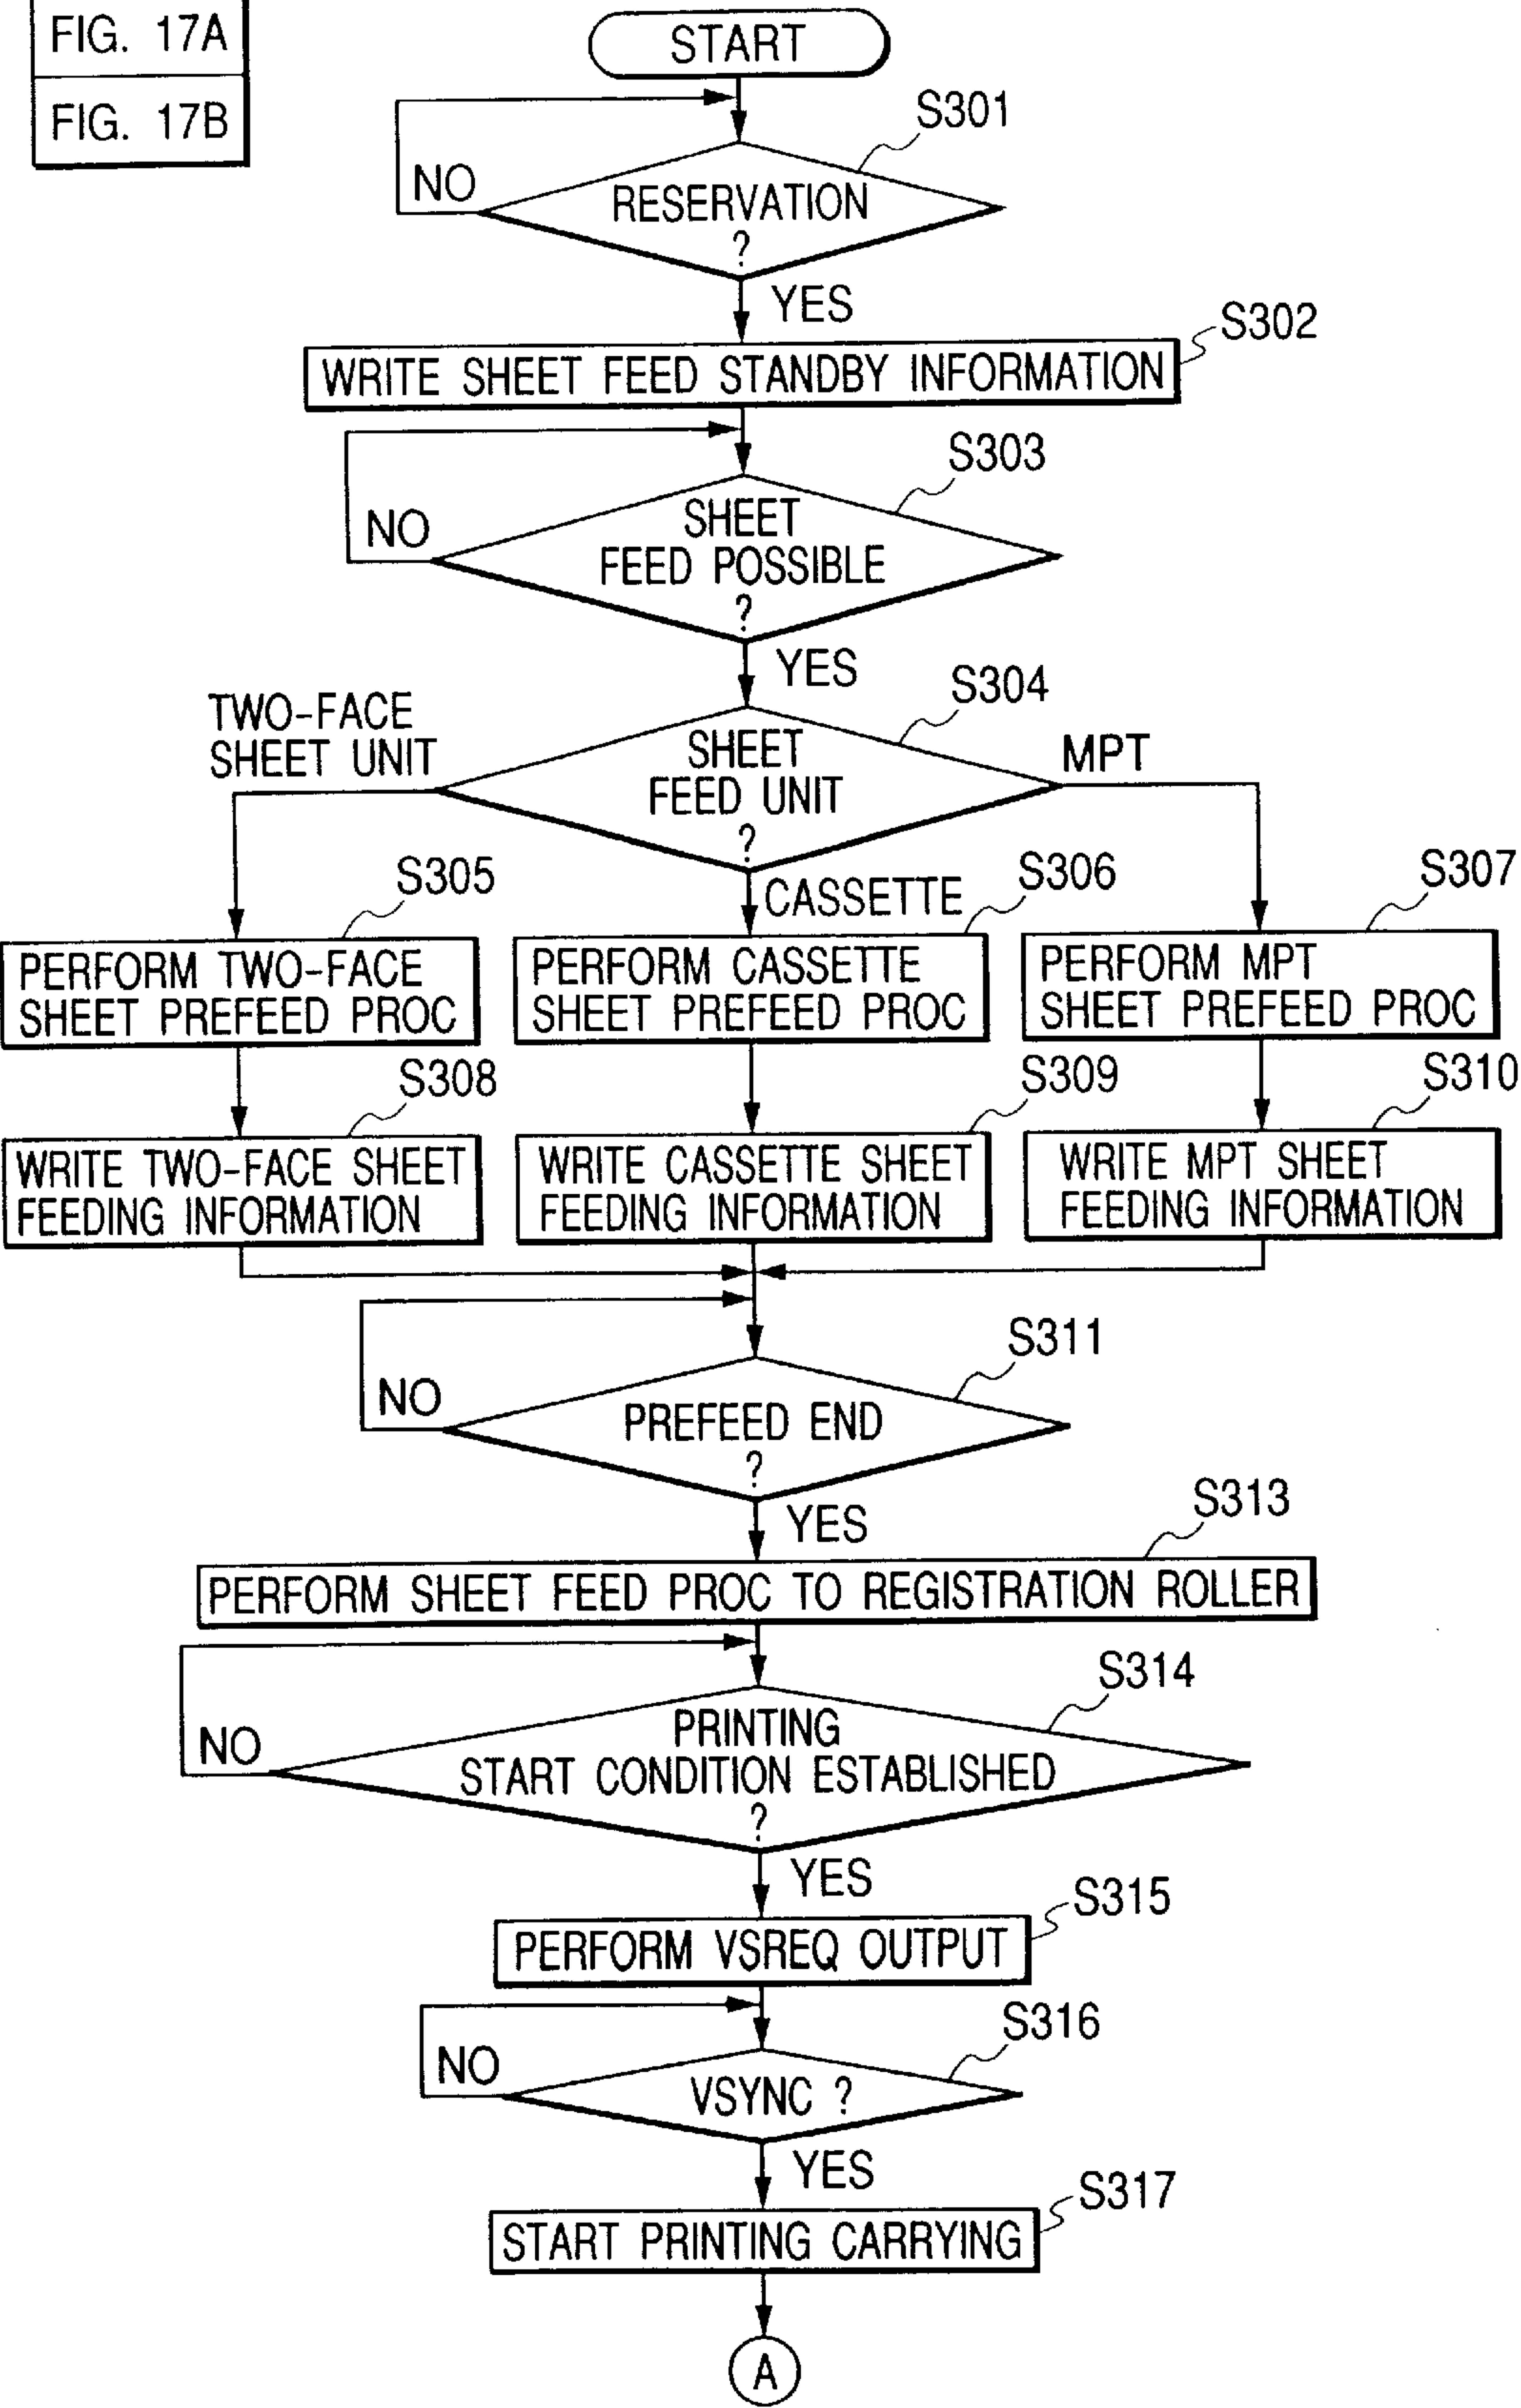 FIG. 17A
FIG. 17B
START
S301
NO
RESERVATION
?
YES
S302
WRITE SHEET FEED STANDBY INFORMATION
S303
NO
SHEET
FEED POSSIBLE
?
YES
S304
TWO-FACE
SHEET UNIT
SHEET
FEED UNIT
?
MPT
CASSETTE
S305
S306
S307
PERFORM TWO-FACE
SHEET PREFEED PROC
PERFORM CASSETTE
SHEET PREFEED PROC
PERFORM MPT
SHEET PREFEED PROC
S308
S309
S310
WRITE TWO-FACE SHEET
FEEDING INFORMATION
WRITE CASSETTE SHEET
FEEDING INFORMATION
WRITE MPT SHEET
FEEDING INFORMATION
S311
NO
PREFEED END
?
YES
S313
PERFORM SHEET FEED PROC TO REGISTRATION ROLLER
S314
NO
PRINTING
START CONDITION ESTABLISHED
?
YES
S315
PERFORM VSREQ OUTPUT
S316
NO
VSYNC ?
YES
S317
START PRINTING CARRYING
A